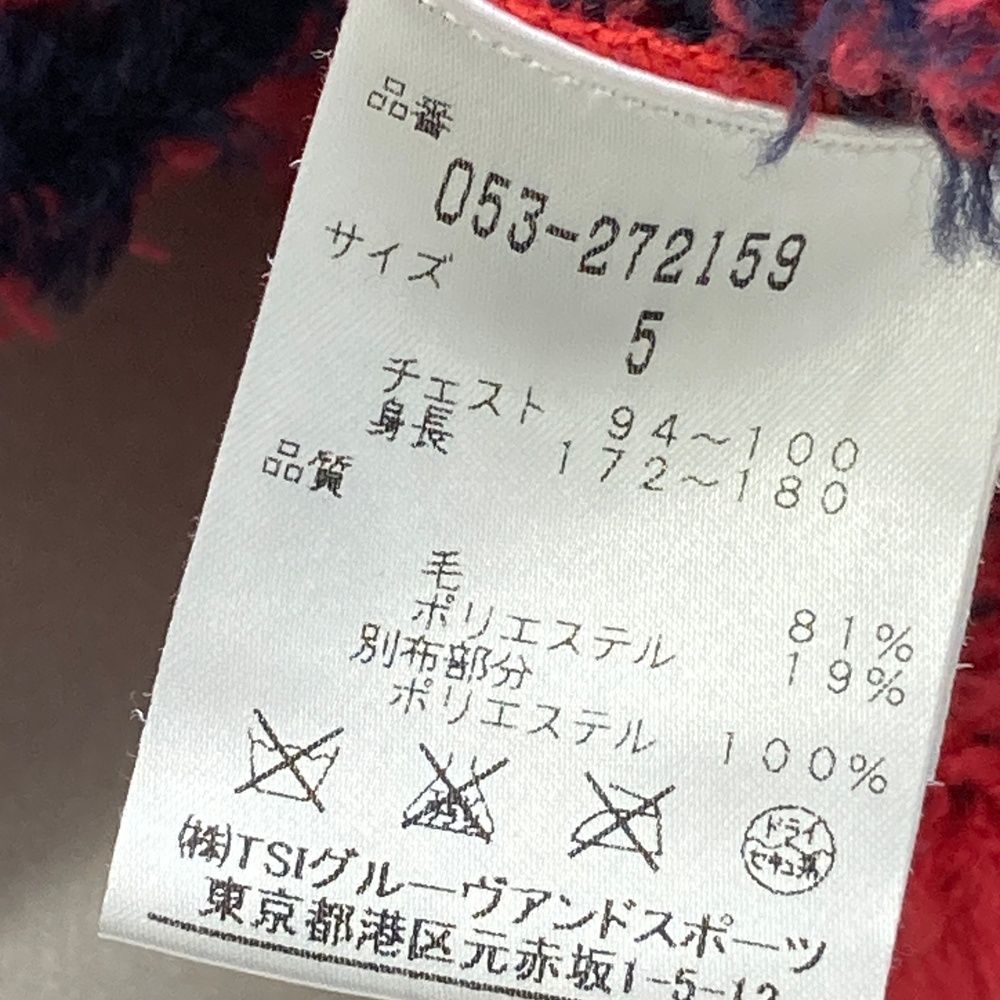 品番
053-272159
サイズ
5
チェスト 94～100
身長 172～180
品質
毛 81%
ポリエステル 19%
別布部分
ポリエステル 100%
ドライ
セキユ系
(株)TSIグルーヴアンドスポーツ
東京都港区元赤坂1-5-12